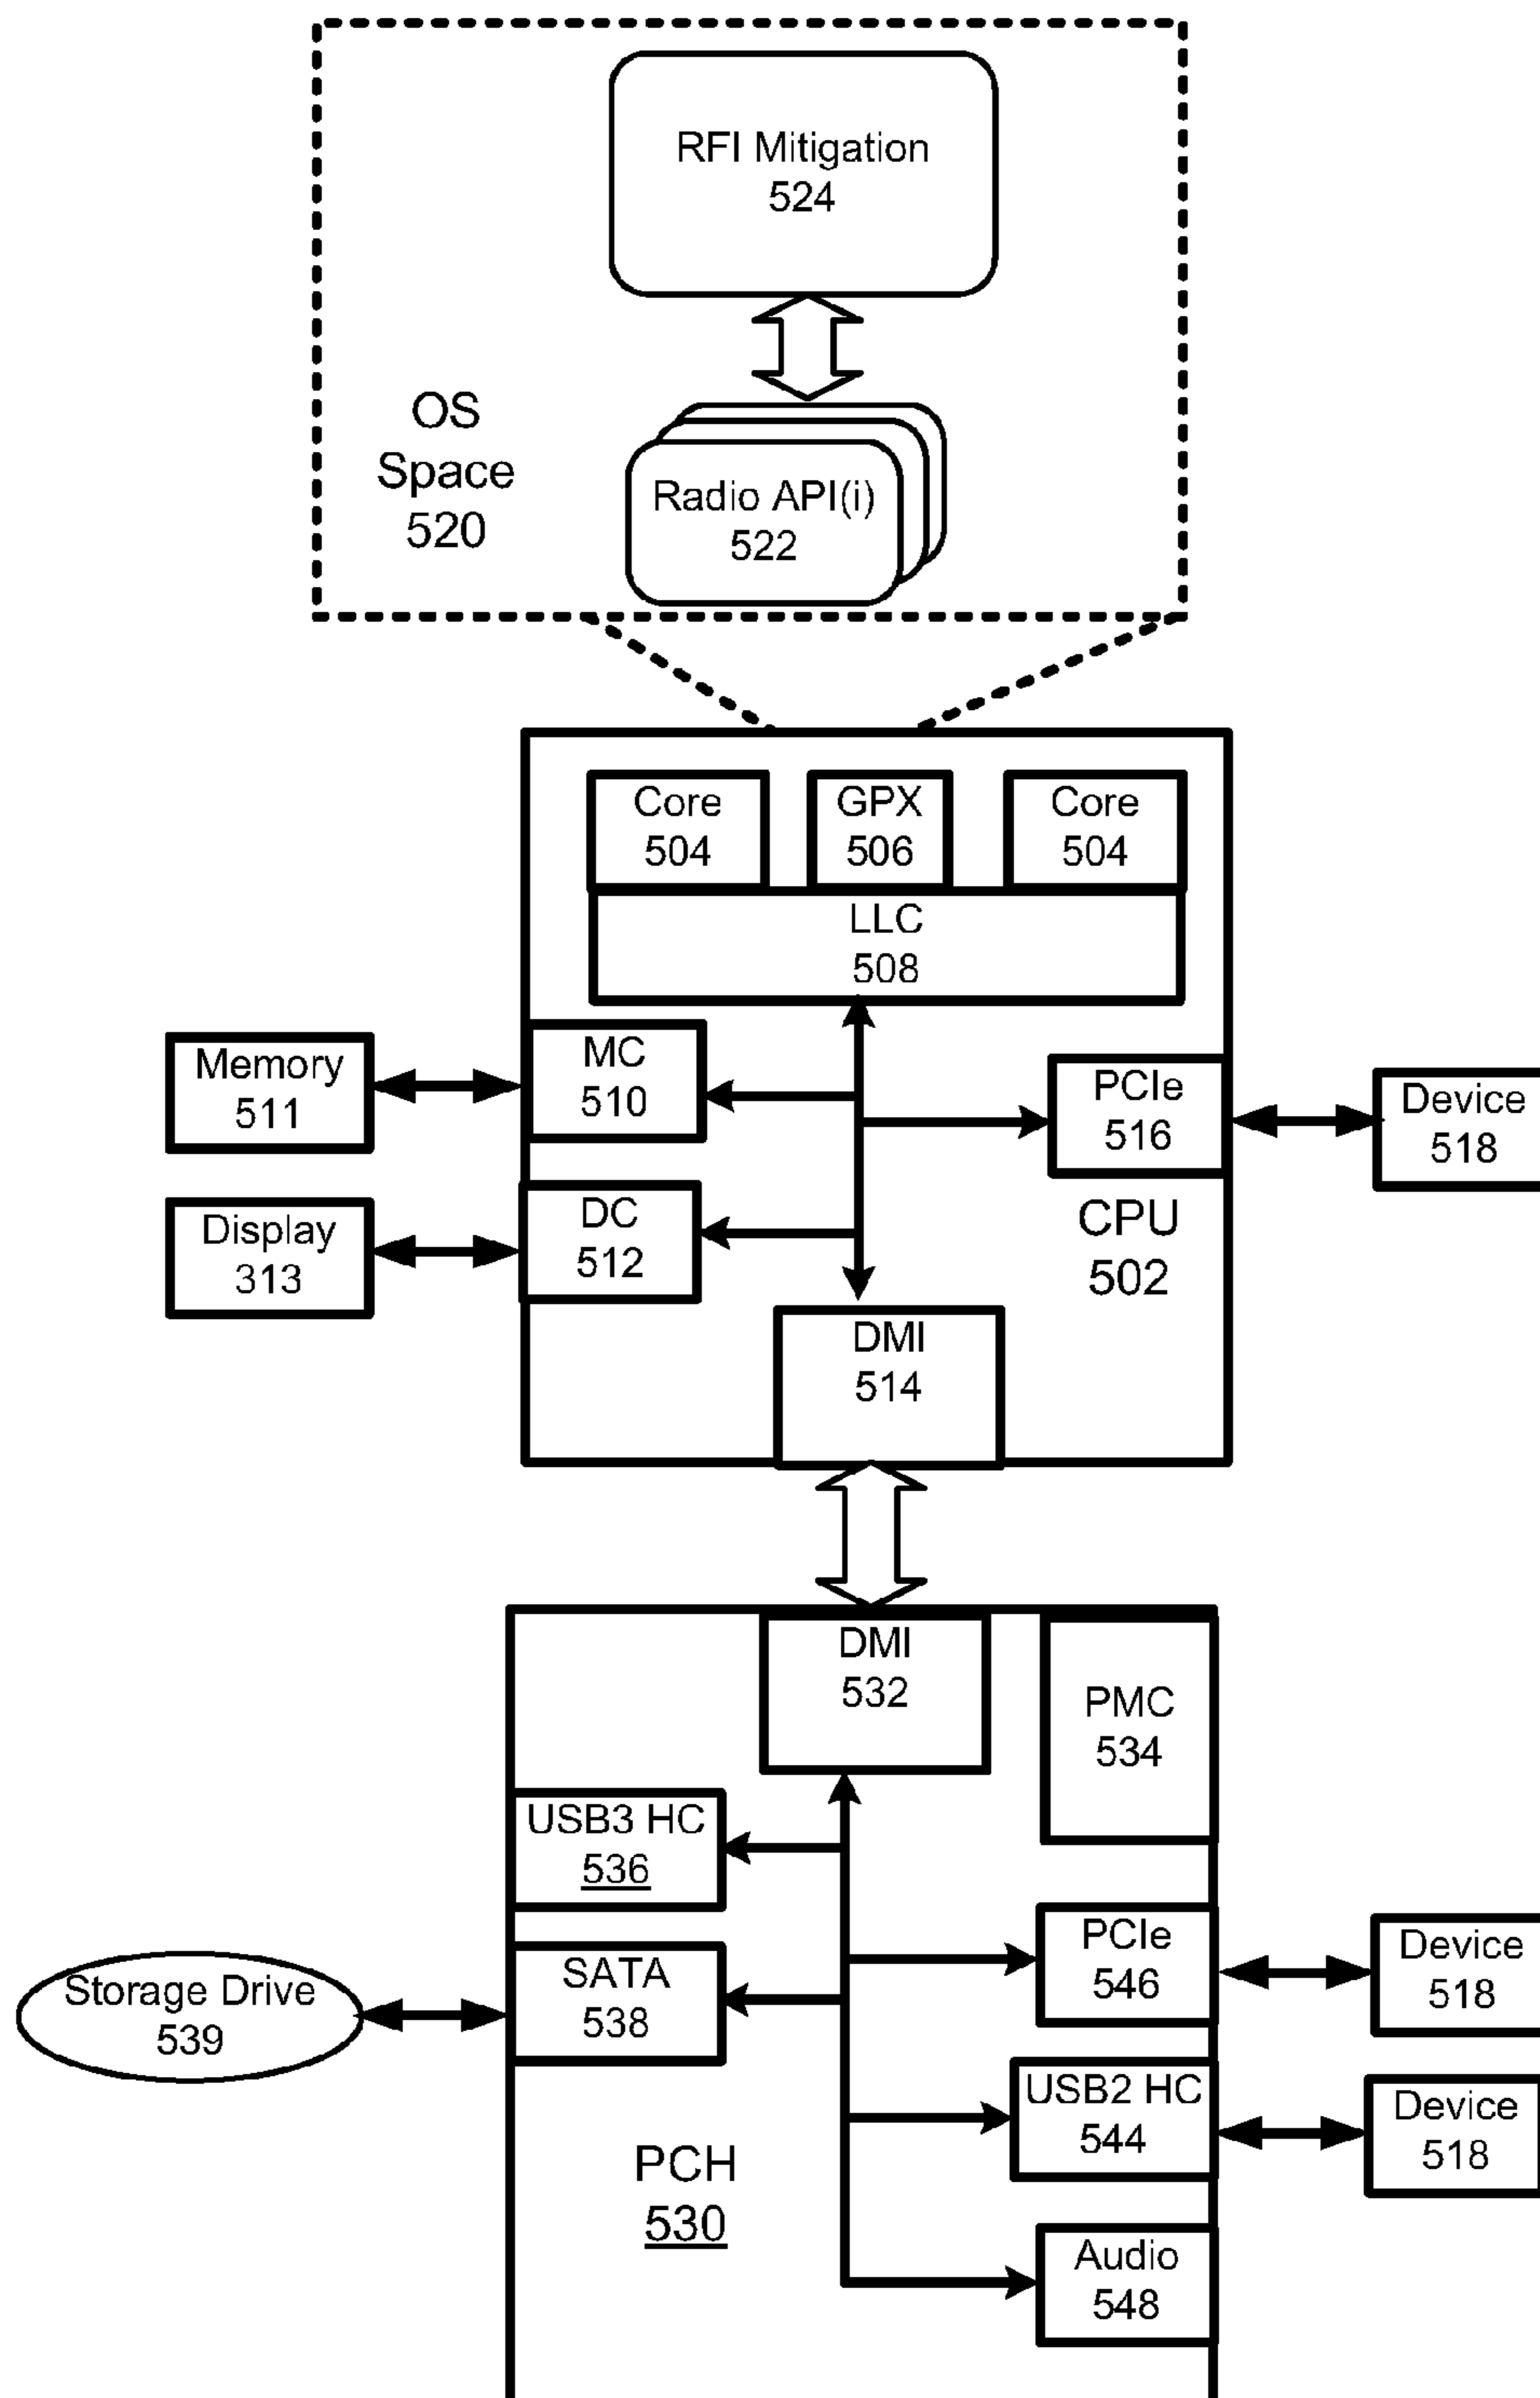 RFI Mitigation
524
OS
Space
520
Radio API(i)
522
Core
504
GPX
506
Core
504
LLC
508
Memory
511
MC
510
PCIe
516
Device
518
Display
313
DC
512
CPU
502
DMI
514
DMI
532
PMC
534
USB3 HC
536
Storage Drive
539
SATA
538
PCIe
546
Device
518
USB2 HC
544
Device
518
PCH
530
Audio
548